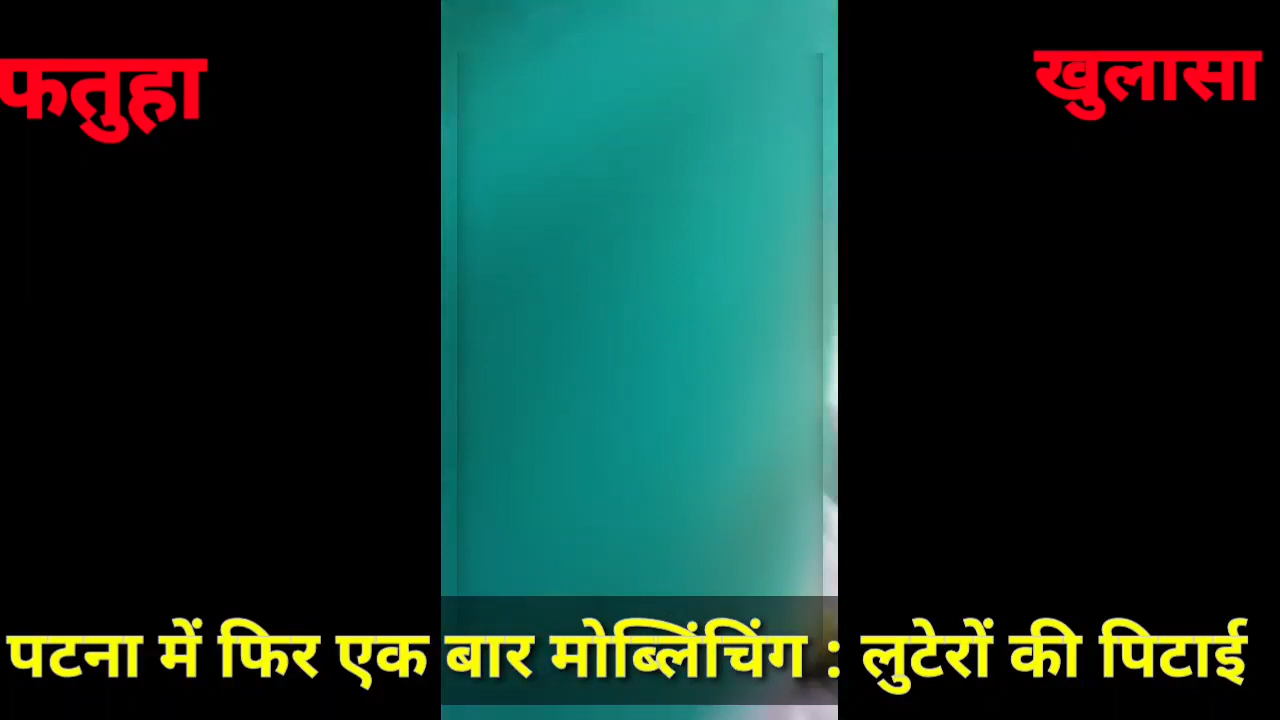 फतुहा
खुलासा
पटना में फिर एक बार मोब्लिंचिंग : लुटेरों की पिटाई